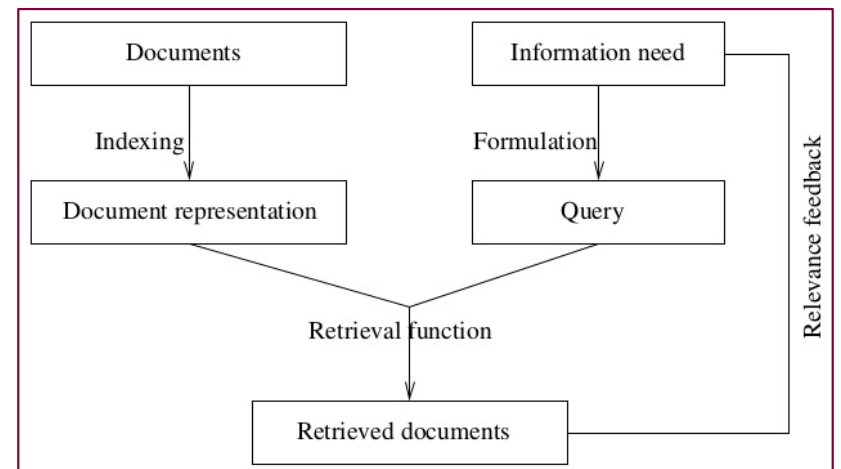 Documents
Information need
Indexing
Formulation
Document representation
Query
Relevance feedback
Retrieval function
Retrieved documents